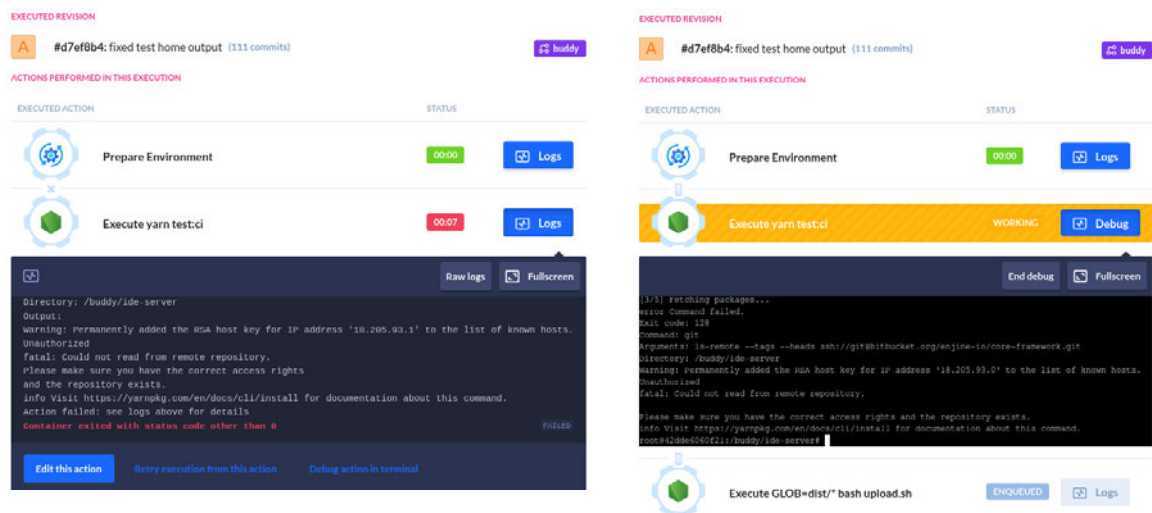 EXECUTED REVISION
A #d7ef8b4: fixed test home output (111 commits) buddy
ACTIONS PERFORMED IN THIS EXECUTION
EXECUTED ACTION STATUS
Prepare Environment 00:00 Logs
Execute yarn test:ci 00:07 Logs
Raw logs Fullscreen
Directory: /buddy/ide-server
Output:
Warning: Permanently added the RSA host key for IP address '18.205.93.1' to the list of known hosts.
Unauthorized
fatal: Could not read from remote repository.
Please make sure you have the correct access rights
and the repository exists.
info Visit https://yarnpkg.com/en/docs/cli/install for documentation about this command.
Action failed: see logs above for details
Container exited with status code other than 0 FAILED
Edit this action Retry execution from this action Debug action in terminal
EXECUTED REVISION
A #d7ef8b4: fixed test home output (111 commits) buddy
ACTIONS PERFORMED IN THIS EXECUTION
EXECUTED ACTION STATUS
Prepare Environment 00:00 Logs
Execute yarn test:ci WORKING Debug
End debug Fullscreen
[3/5] Fetching packages...
error Command failed.
Exit code: 128
Command: git
Arguments: ls-remote --tags --heads ssh://git@bitbucket.org/enjine-io/core-framework.git
Directory: /buddy/ide-server
Warning: Permanently added the RSA host key for IP address '18.205.93.0' to the list of known hosts.
Unauthorized
fatal: Could not read from remote repository.
Please make sure you have the correct access rights and the repository exists.
info Visit https://yarnpkg.com/en/docs/cli/install for documentation about this command.
root@42dde6060f21:/buddy/ide-server#
Execute GLOB=dist/* bash upload.sh ENQUEUED Logs